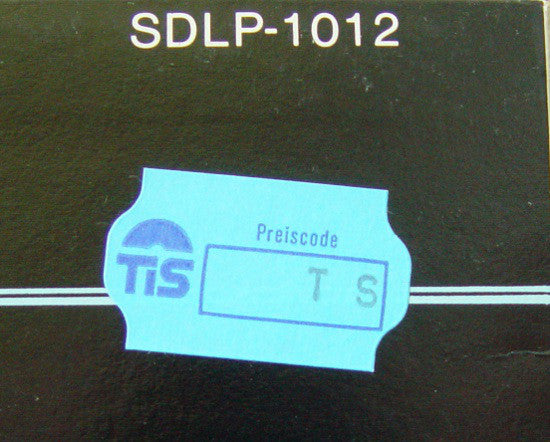 SDLP-1012
Preiscode
TiS
T S